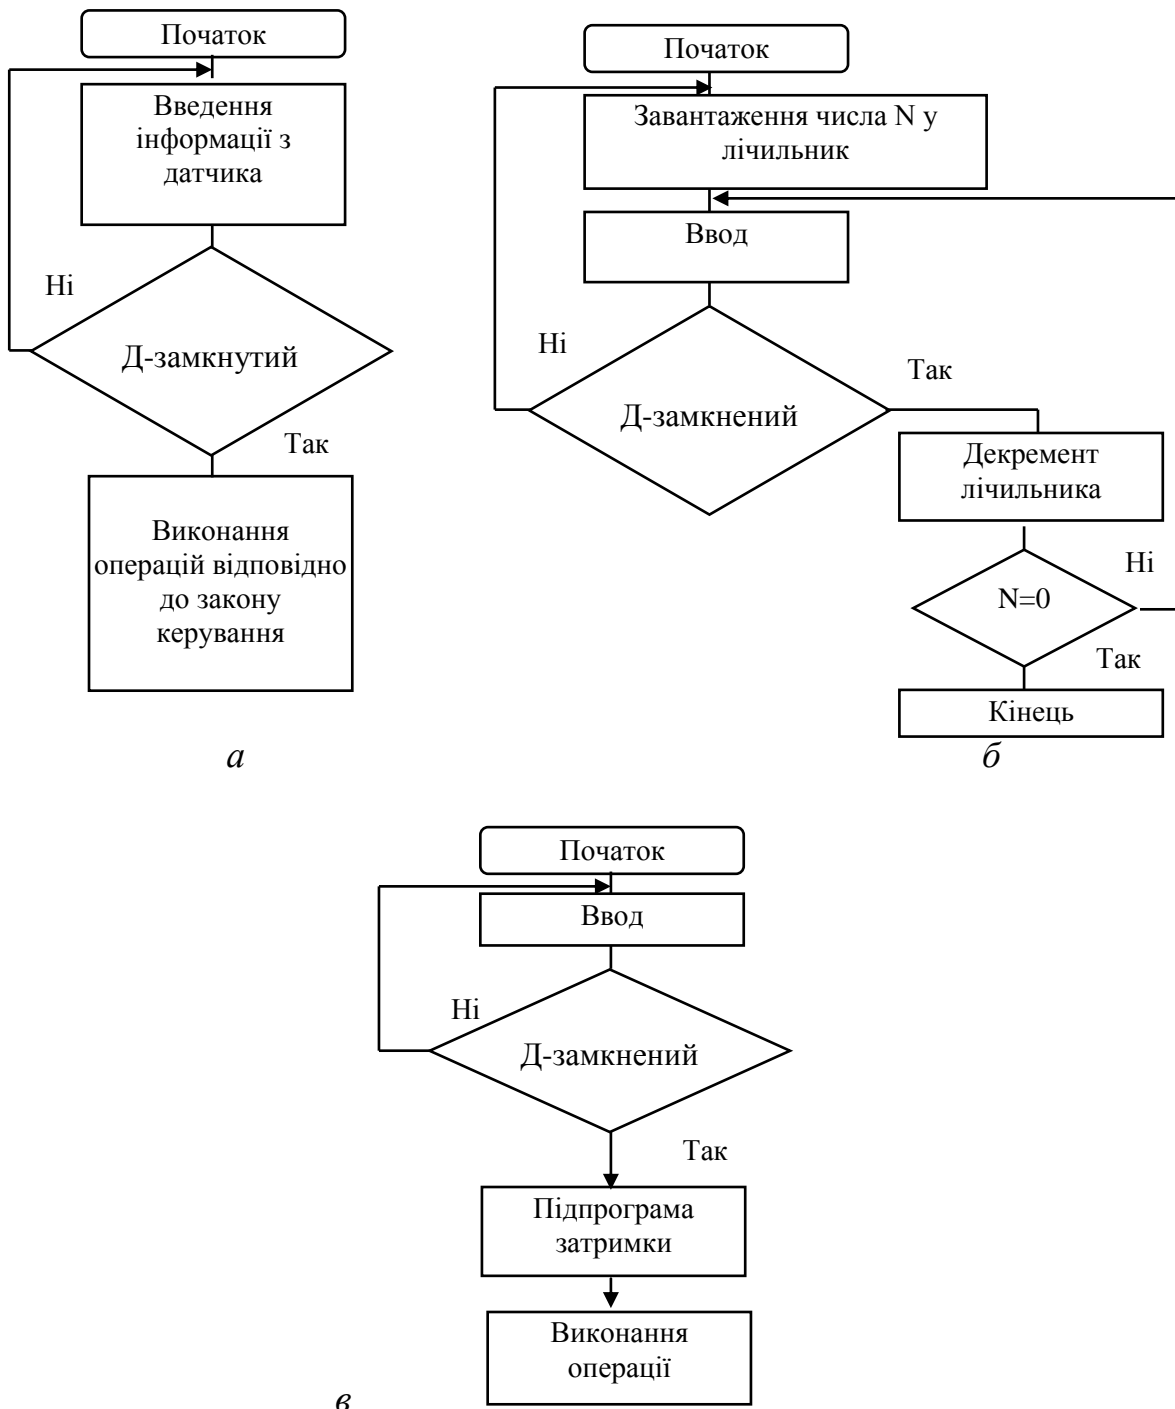 Початок
Введення
інформації з
датчика
Ні
Д-замкнутий
Так
Виконання
операцій відповідно
до закону
керування
а
Початок
Завантаження числа N у
лічильник
Ввод
Ні
Д-замкнений
Так
Декремент
лічильника
N=0
Ні
Так
Кінець
б
Початок
Ввод
Ні
Д-замкнений
Так
Підпрограма
затримки
Виконання
операції
в